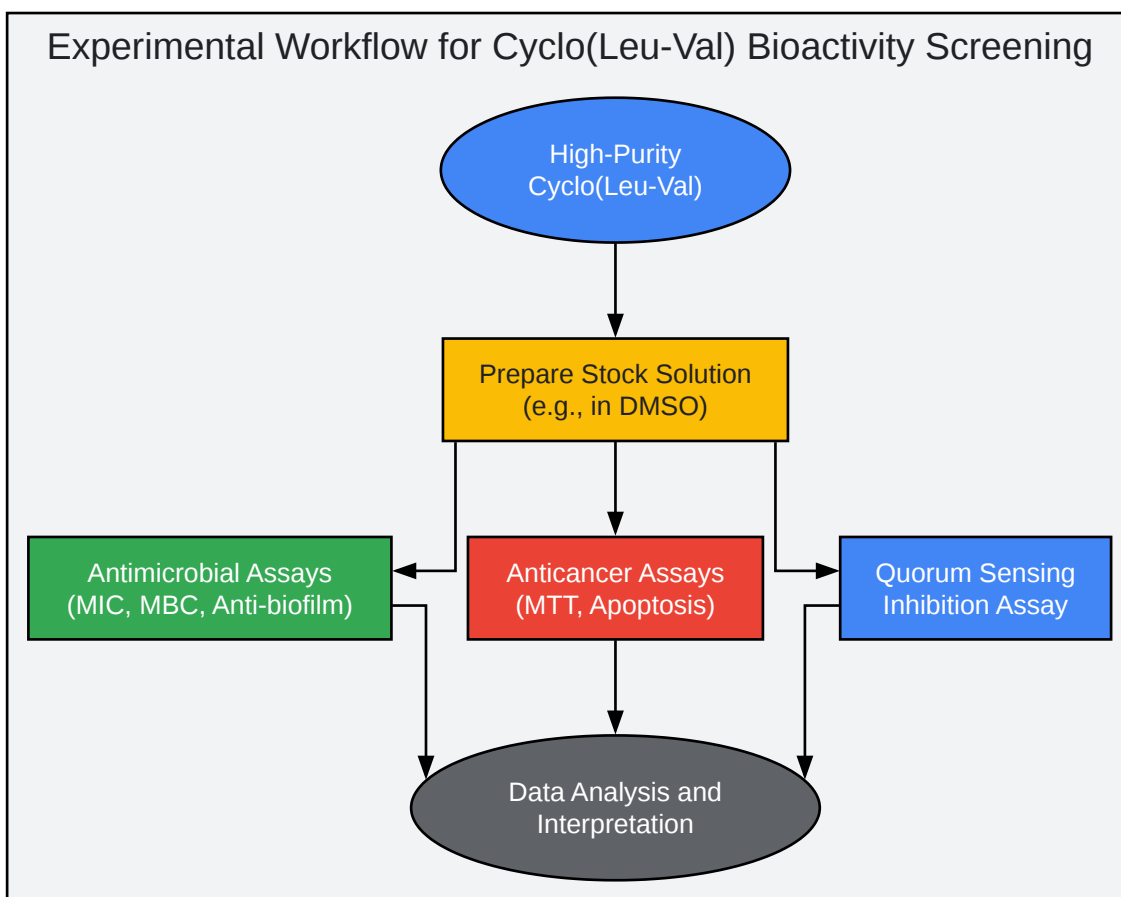 Experimental Workflow for Cyclo(Leu-Val) Bioactivity Screening
High-Purity
Cyclo(Leu-Val)
Prepare Stock Solution
(e.g., in DMSO)
Antimicrobial Assays
(MIC, MBC, Anti-biofilm)
Anticancer Assays
(MTT, Apoptosis)
Quorum Sensing
Inhibition Assay
Data Analysis and
Interpretation